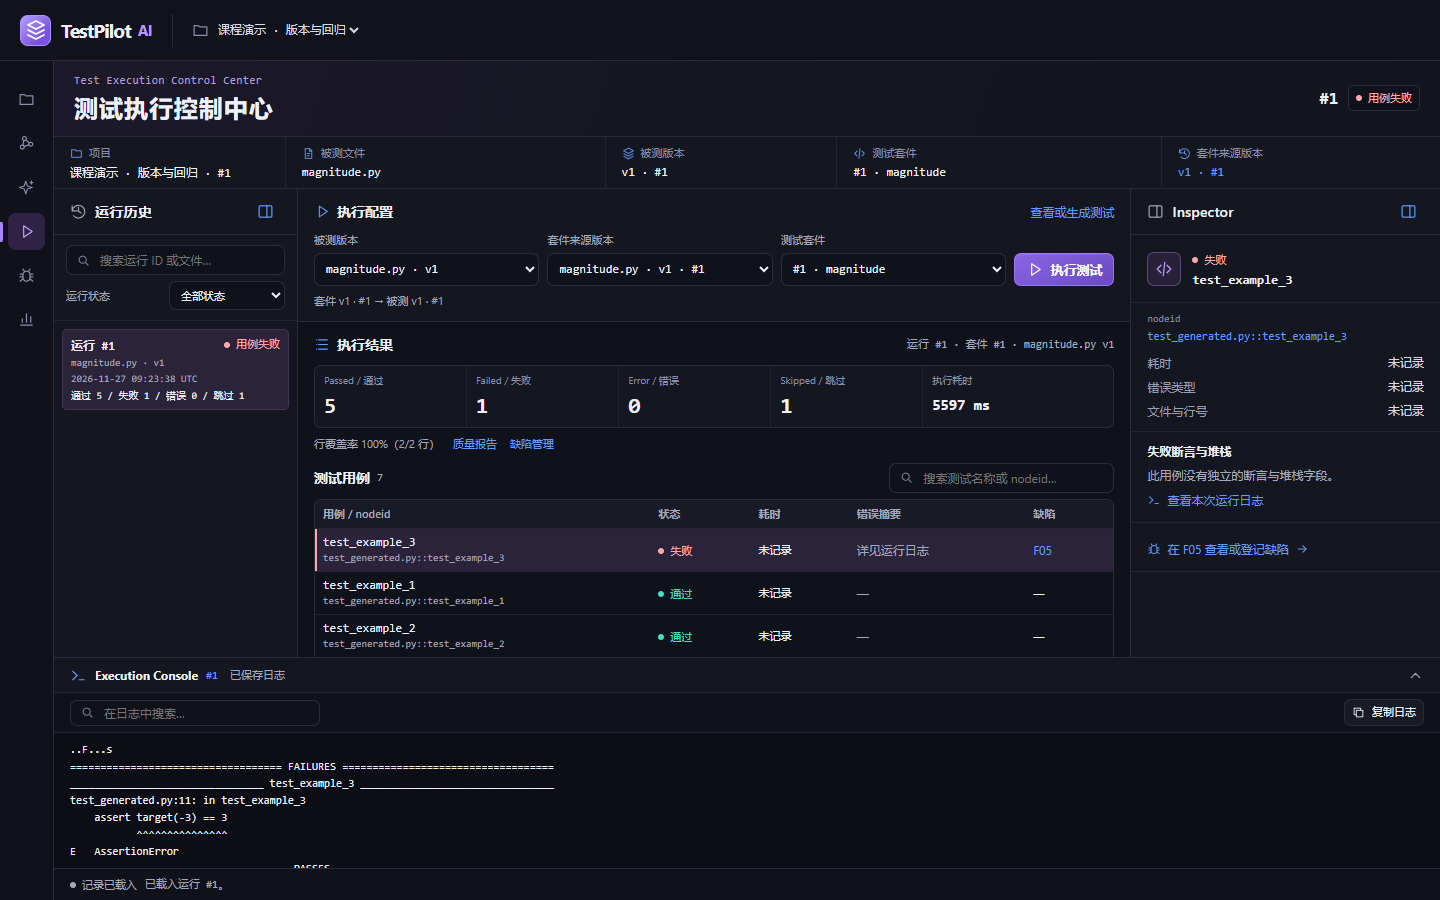 TestPilot AI
课程演示 · 版本与回归
Test Execution Control Center
测试执行控制中心
#1
用例失败
项目
课程演示 · 版本与回归 · #1
被测文件
magnitude.py
被测版本
v1 · #1
测试套件
#1 · magnitude
套件来源版本
v1 · #1
运行历史
搜索运行 ID 或文件...
运行状态
全部状态
运行 #1
用例失败
magnitude.py · v1
2026-11-27 09:23:38 UTC
通过 5 / 失败 1 / 错误 0 / 跳过 1
执行配置
查看或生成测试
被测版本
套件来源版本
测试套件
magnitude.py · v1
magnitude.py · v1 · #1
#1 · magnitude
执行测试
套件 v1 · #1 → 被测 v1 · #1
执行结果
运行 #1 · 套件 #1 · magnitude.py v1
Passed / 通过
5
Failed / 失败
1
Error / 错误
0
Skipped / 跳过
1
执行耗时
5597 ms
行覆盖率 100% (2/2 行)
质量报告
缺陷管理
测试用例 7
搜索测试名称或 nodeid...
用例 / nodeid
状态
耗时
错误摘要
缺陷
test_example_3
test_generated.py::test_example_3
失败
未记录
详见运行日志
F05
test_example_1
test_generated.py::test_example_1
通过
未记录
—
—
test_example_2
test_generated.py::test_example_2
通过
未记录
—
—
Inspector
失败
test_example_3
nodeid
test_generated.py::test_example_3
耗时
未记录
错误类型
未记录
文件与行号
未记录
失败断言与堆栈
此用例没有独立的断言与堆栈字段。
查看本次运行日志
在 F05 查看或登记缺陷 →
Execution Console #1 已保存日志
在日志中搜索...
复制日志
..F...s
=================================== FAILURES ===================================
________________________________ test_example_3 ________________________________
test_generated.py:11: in test_example_3
assert target(-3) == 3
^^^^^^^^^^^^^^^
E   AssertionError
记录已载入 已载入运行 #1。